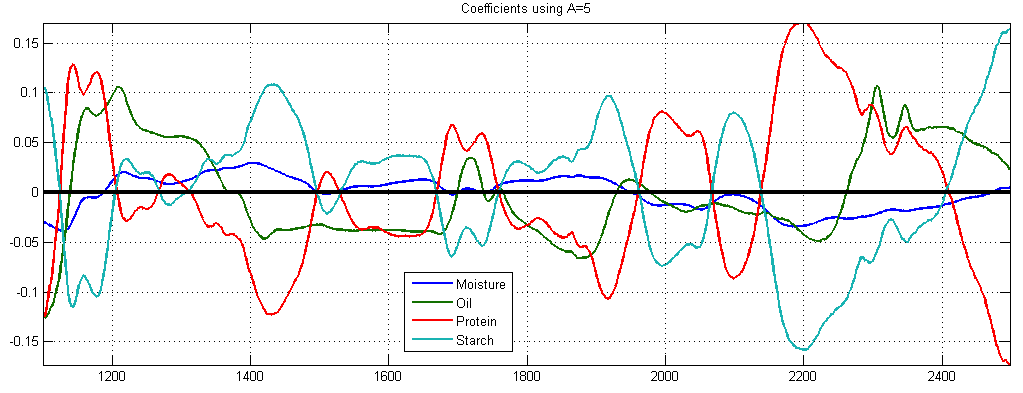 Coefficients using A=5
0.15
0.1
0.05
0
-0.05
-0.1
-0.15
Moisture
Oil
Protein
Starch
1200 1400 1600 1800 2000 2200 2400